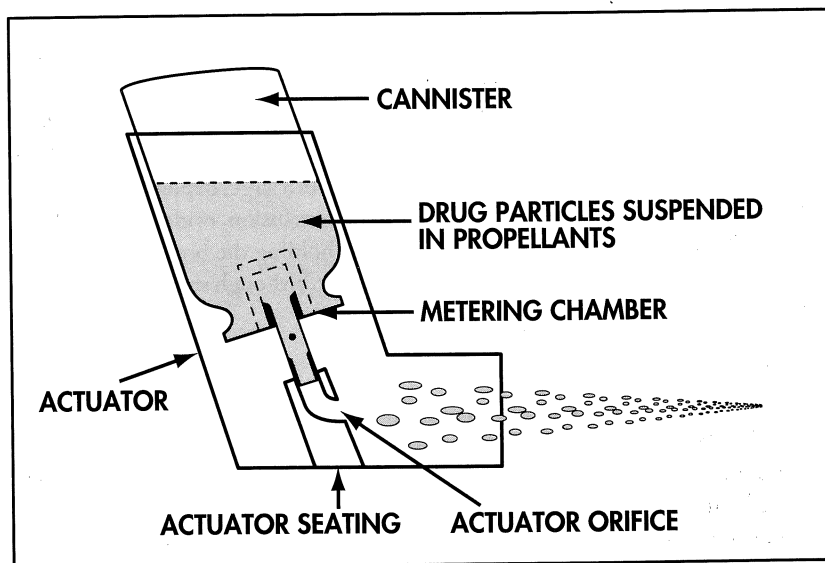 CANNISTER
DRUG PARTICLES SUSPENDED
IN PROPELLANTS
METERING CHAMBER
ACTUATOR
ACTUATOR SEATING
ACTUATOR ORIFICE